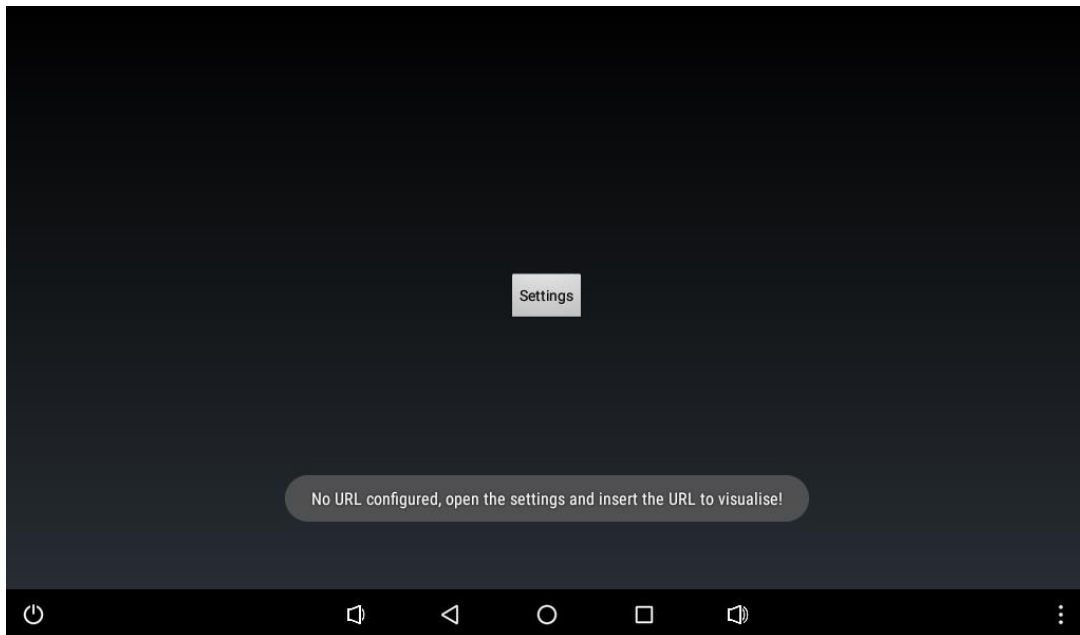 Settings
No URL configured, open the settings and insert the URL to visualise!